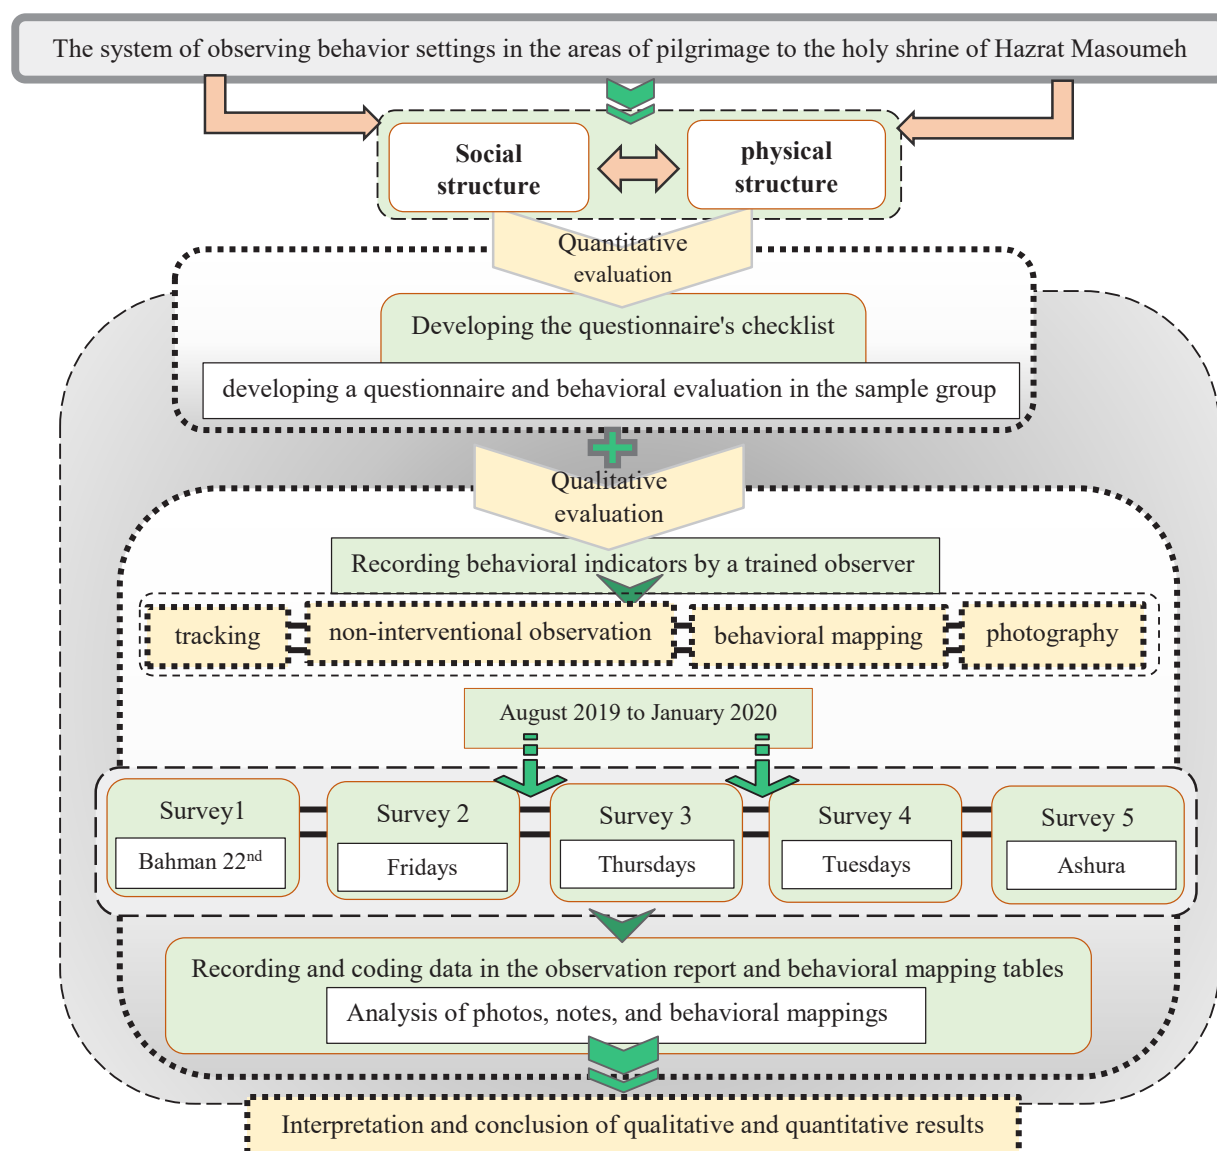 The system of observing behavior settings in the areas of pilgrimage to the holy shrine of Hazrat Masoumeh
Social
structure
physical
structure
Quantitative
evaluation
Developing the questionnaire's checklist
developing a questionnaire and behavioral evaluation in the sample group
Qualitative
evaluation
Recording behavioral indicators by a trained observer
tracking
non-interventional observation
behavioral mapping
photography
August 2019 to January 2020
Survey1
Bahman 22nd
Survey 2
Fridays
Survey 3
Thursdays
Survey 4
Tuesdays
Survey 5
Ashura
Recording and coding data in the observation report and behavioral mapping tables
Analysis of photos, notes, and behavioral mappings
Interpretation and conclusion of qualitative and quantitative results